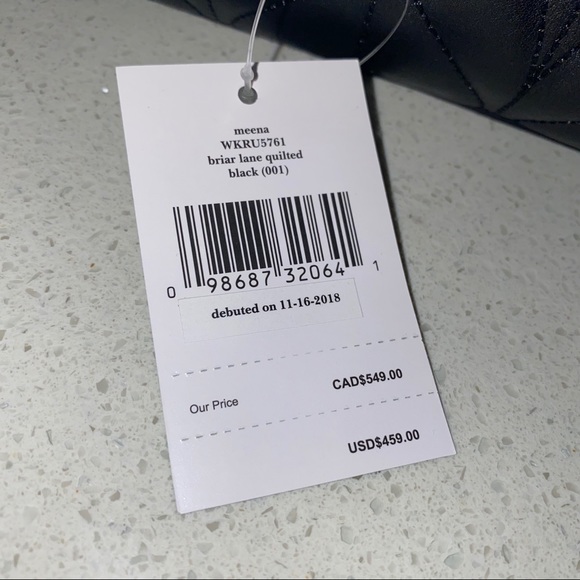 meena
WKRU5761
briar lane quilted
black (001)
0 98687 32064 1
debuted on 11-16-2018
Our Price CAD$549.00
USD$459.00